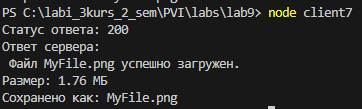 PS C:\labi_3kurs_2_sem\PVI\labs\lab9> node client7
Статус ответа: 200
Ответ сервера:
 Файл MyFile.png успешно загружен.
Размер: 1.76 МБ
Сохранено как: MyFile.png